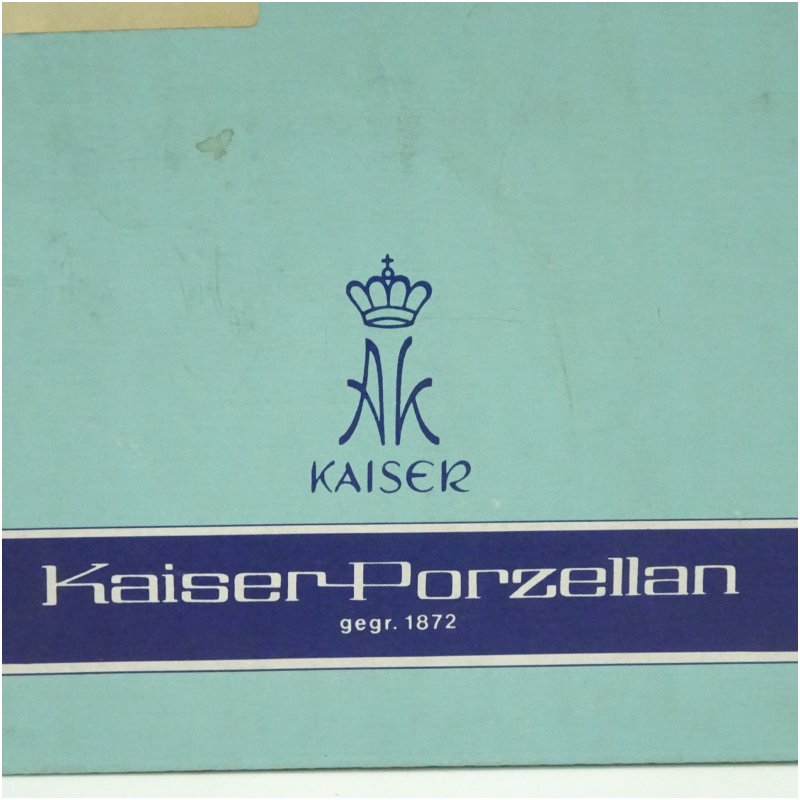 AK
KAISER
Kaiser-Porzellan
gegr. 1872